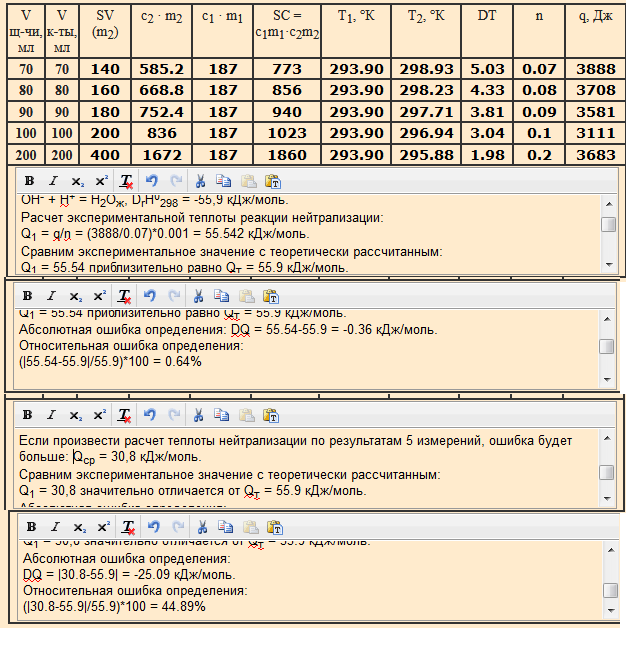 V щ-чи, мл V к-ты, мл SV (m2) c2 · m2 c1 · m1 SC = c1m1·c2m2 T1, °K T2, °K DT n q, Дж
70 70 140 585.2 187 773 293.90 298.93 5.03 0.07 3888
80 80 160 668.8 187 856 293.90 298.23 4.33 0.08 3708
90 90 180 752.4 187 940 293.90 297.71 3.81 0.09 3581
100 100 200 836 187 1023 293.90 296.94 3.04 0.1 3111
200 200 400 1672 187 1860 293.90 295.88 1.98 0.2 3683
B I x₂ x² T
OH⁻ + H⁺ = H2Oж, DrH⁰298 = -55,9 кДж/моль.
Расчет экспериментальной теплоты реакции нейтрализации:
Q1 = q/n = (3888/0.07)*0.001 = 55.542 кДж/моль.
Сравним экспериментальное значение с теоретически рассчитанным:
Q1 = 55.54 приблизительно равно QT = 55.9 кДж/моль.
B I x₂ x² T
Q1 = 55.54 приблизительно равно QT = 55.9 кДж/моль.
Абсолютная ошибка определения: DQ = 55.54-55.9 = -0.36 кДж/моль.
Относительная ошибка определения:
(|55.54-55.9|/55.9)*100 = 0.64%
B I x₂ x² T
Если произвести расчет теплоты нейтрализации по результатам 5 измерений, ошибка будет
больше: Qср = 30,8 кДж/моль.
Сравним экспериментальное значение с теоретически рассчитанным:
Q1 = 30,8 значительно отличается от QT = 55.9 кДж/моль.
Абсолютная ошибка определения:
B I x₂ x² T
Q1 = 30,8 значительно отличается от QT = 55.9 кДж/моль.
Абсолютная ошибка определения:
DQ = |30.8-55.9| = -25.09 кДж/моль.
Относительная ошибка определения:
(|30.8-55.9|/55.9)*100 = 44.89%